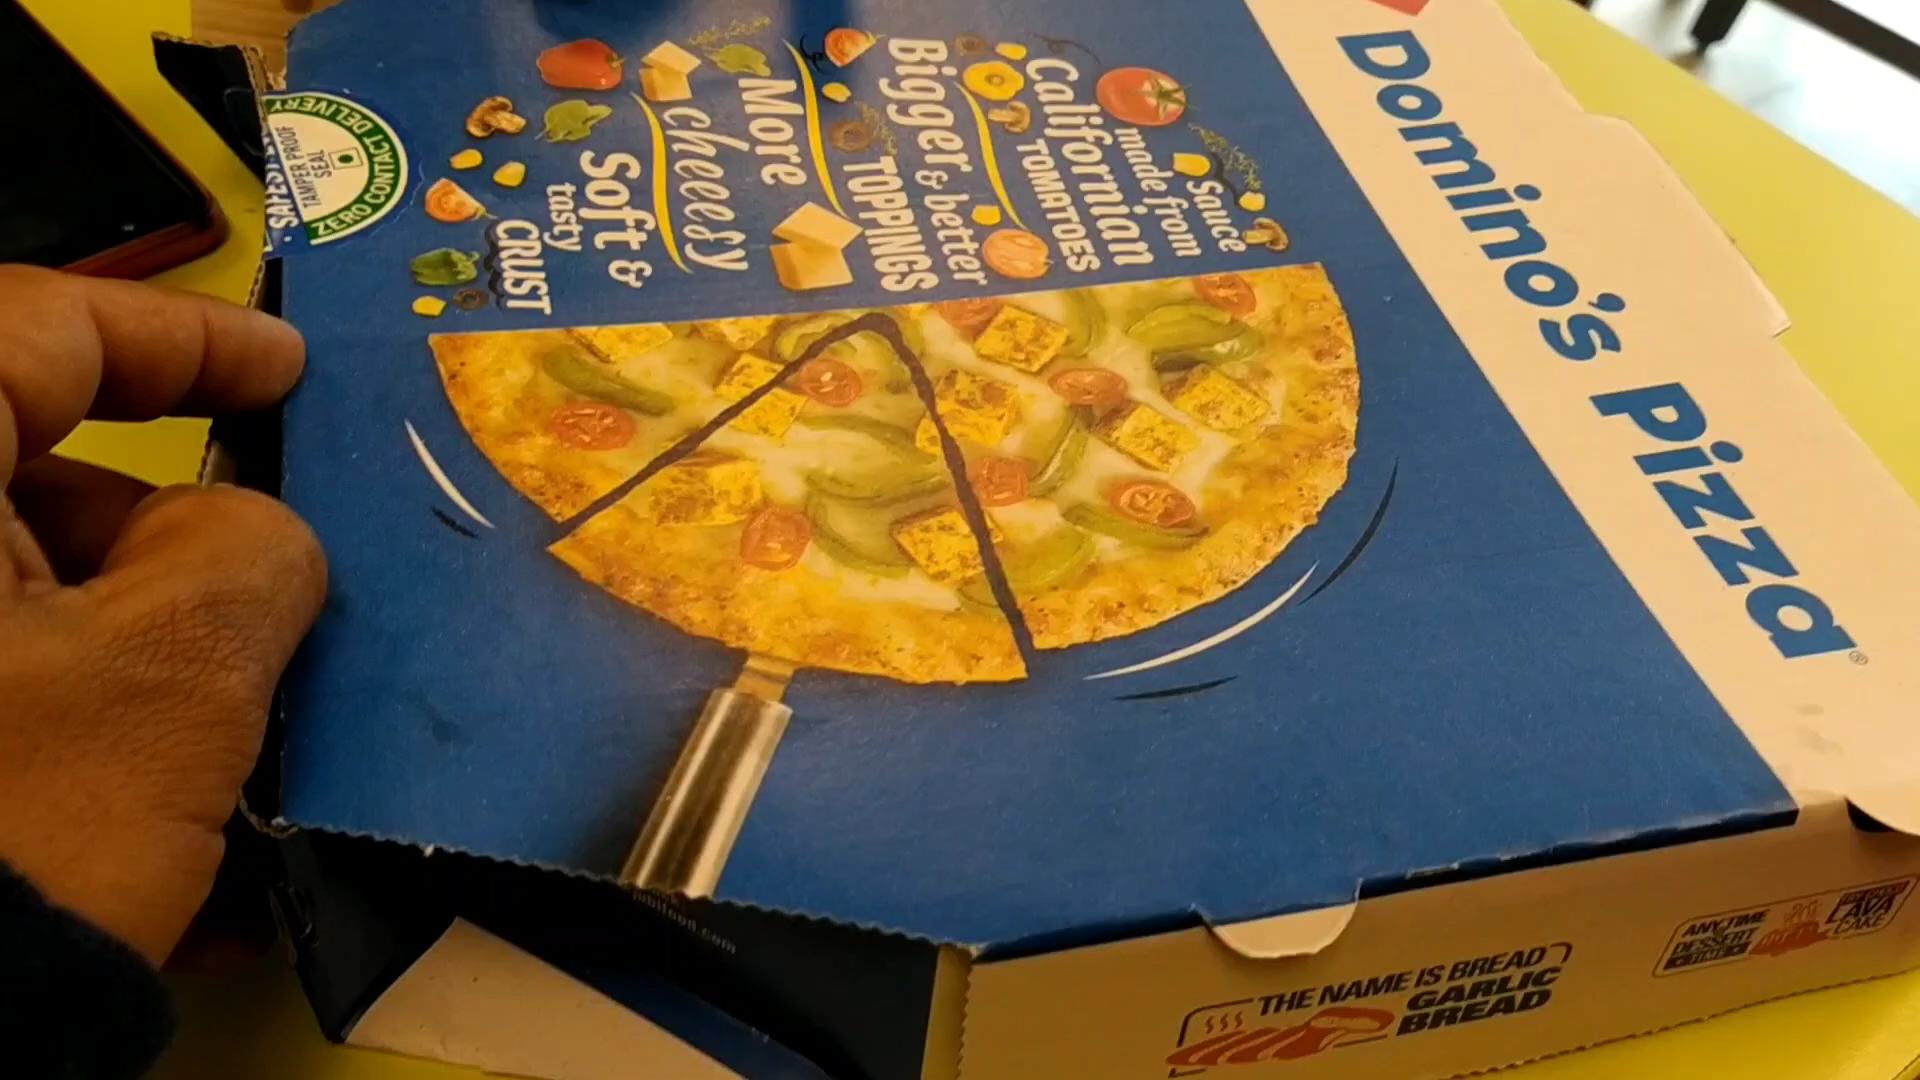 Domino's Pizza®
Sauce
made from
Californian
TOMATOES
Bigger & better
TOPPINGS
More
cheeesy
Soft &
tasty
CRUST
TAMPER PROOF
SEAL
ZERO CONTACT DELIVERY
THE NAME IS BREAD
GARLIC
BREAD
ANYTIME
DESSERT
TIME
LAVA
CAKE